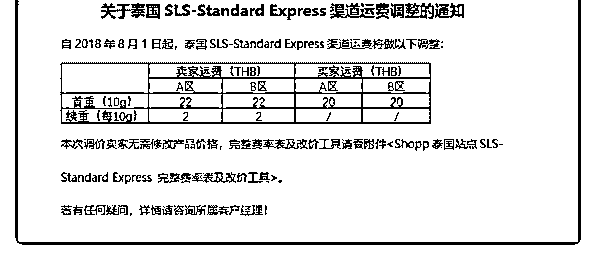 关于泰国 SLS-Standard Express 渠道运费调整的通知
自 2018 年 8 月 1 日起，泰国 SLS-Standard Express 渠道运费将做以下调整：
卖家运费（THB） 买家运费（THB）
A区 B区 A区 B区
首重（10g） 22 22 20 20
续重（每10g） 2 2 / /
本次调价卖家无需修改产品价格，完整费率表及改价工具请看附件<Shopp 泰国站点 SLS-
Standard Express 完整费率表及改价工具>。
若有任何疑问，详情请咨询所属客户经理！